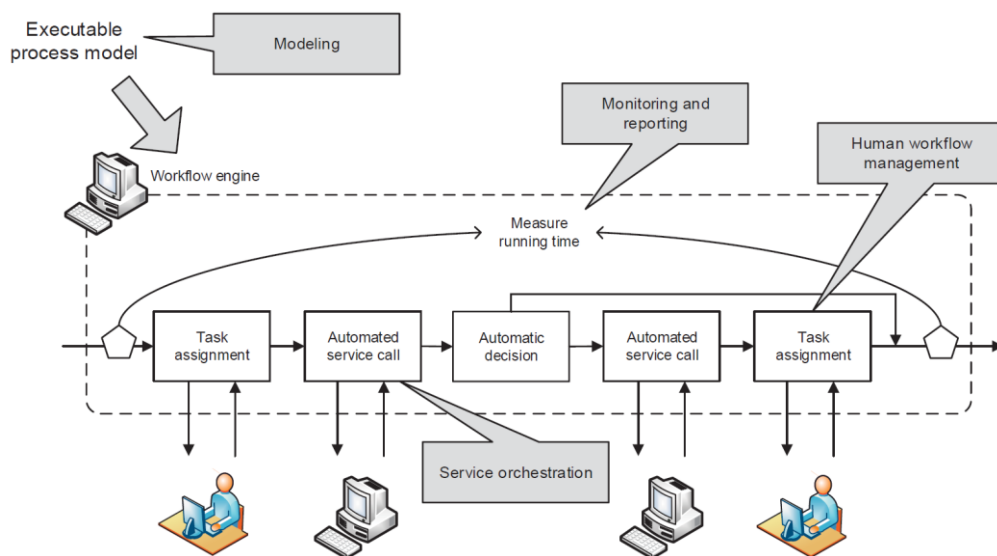 Executable
process model
Modeling
Monitoring and
reporting
Human workflow
management
Workflow engine
Measure
running time
Task
assignment
Automated
service call
Automatic
decision
Automated
service call
Task
assignment
Service orchestration